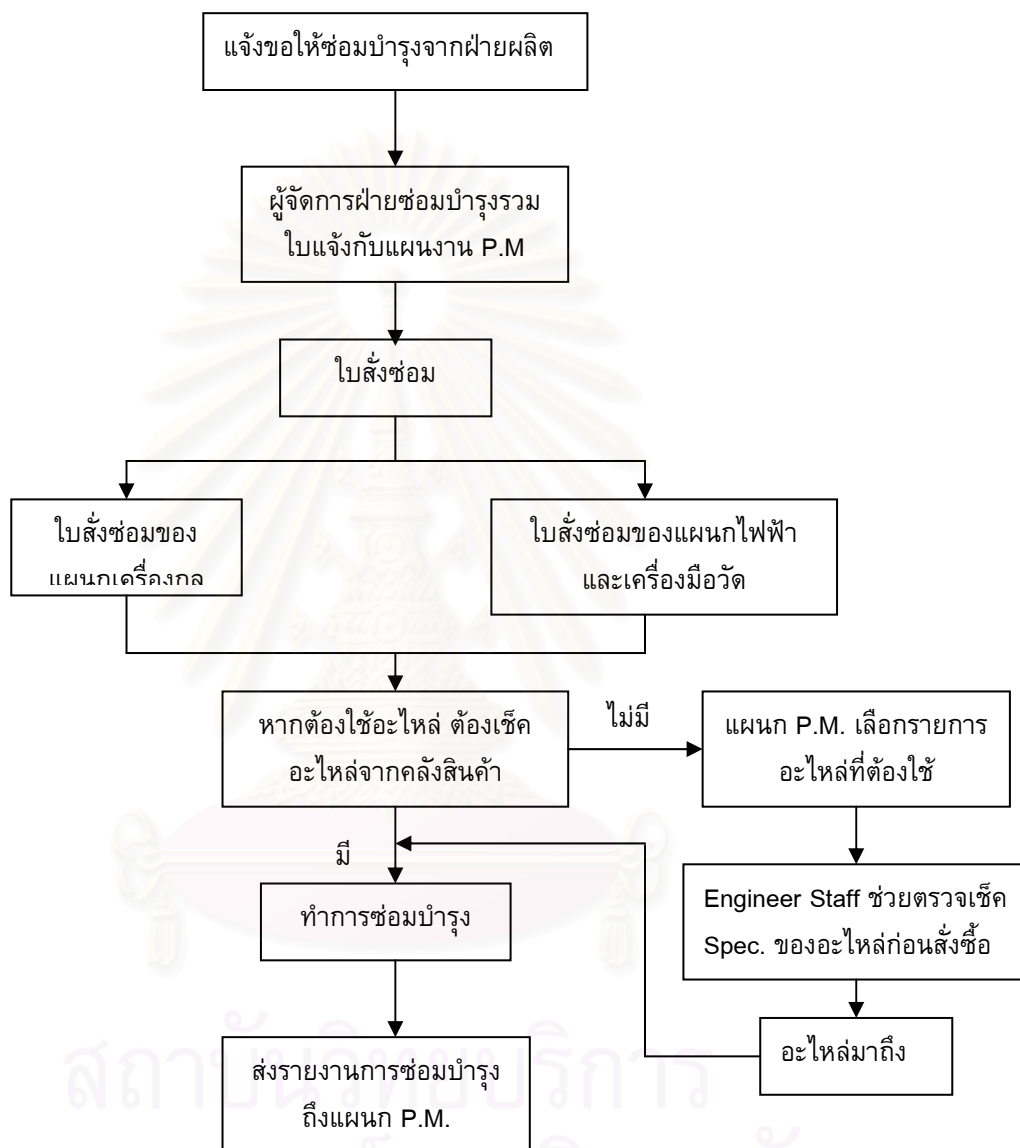 แจ้งขอให้ซ่อมบำรุงจากฝ่ายผลิต
ผู้จัดการฝ่ายซ่อมบำรุงรวม
ใบแจ้งกับแผนงาน P.M
ใบสั่งซ่อม
ใบสั่งซ่อมของ
แผนกเครื่องกล
ใบสั่งซ่อมของแผนกไฟฟ้า
และเครื่องมือวัด
หากต้องใช้อะไหล่ ต้องเช็ค
อะไหล่จากคลังสินค้า
ไม่มี
แผนก P.M. เลือกรายการ
อะไหล่ที่ต้องใช้
มี
ทำการซ่อมบำรุง
Engineer Staff ช่วยตรวจเช็ค
Spec. ของอะไหล่ก่อนสั่งซื้อ
อะไหล่มาถึง
ส่งรายงานการซ่อมบำรุง
ถึงแผนก P.M.
สถาบันวิทยบริการ